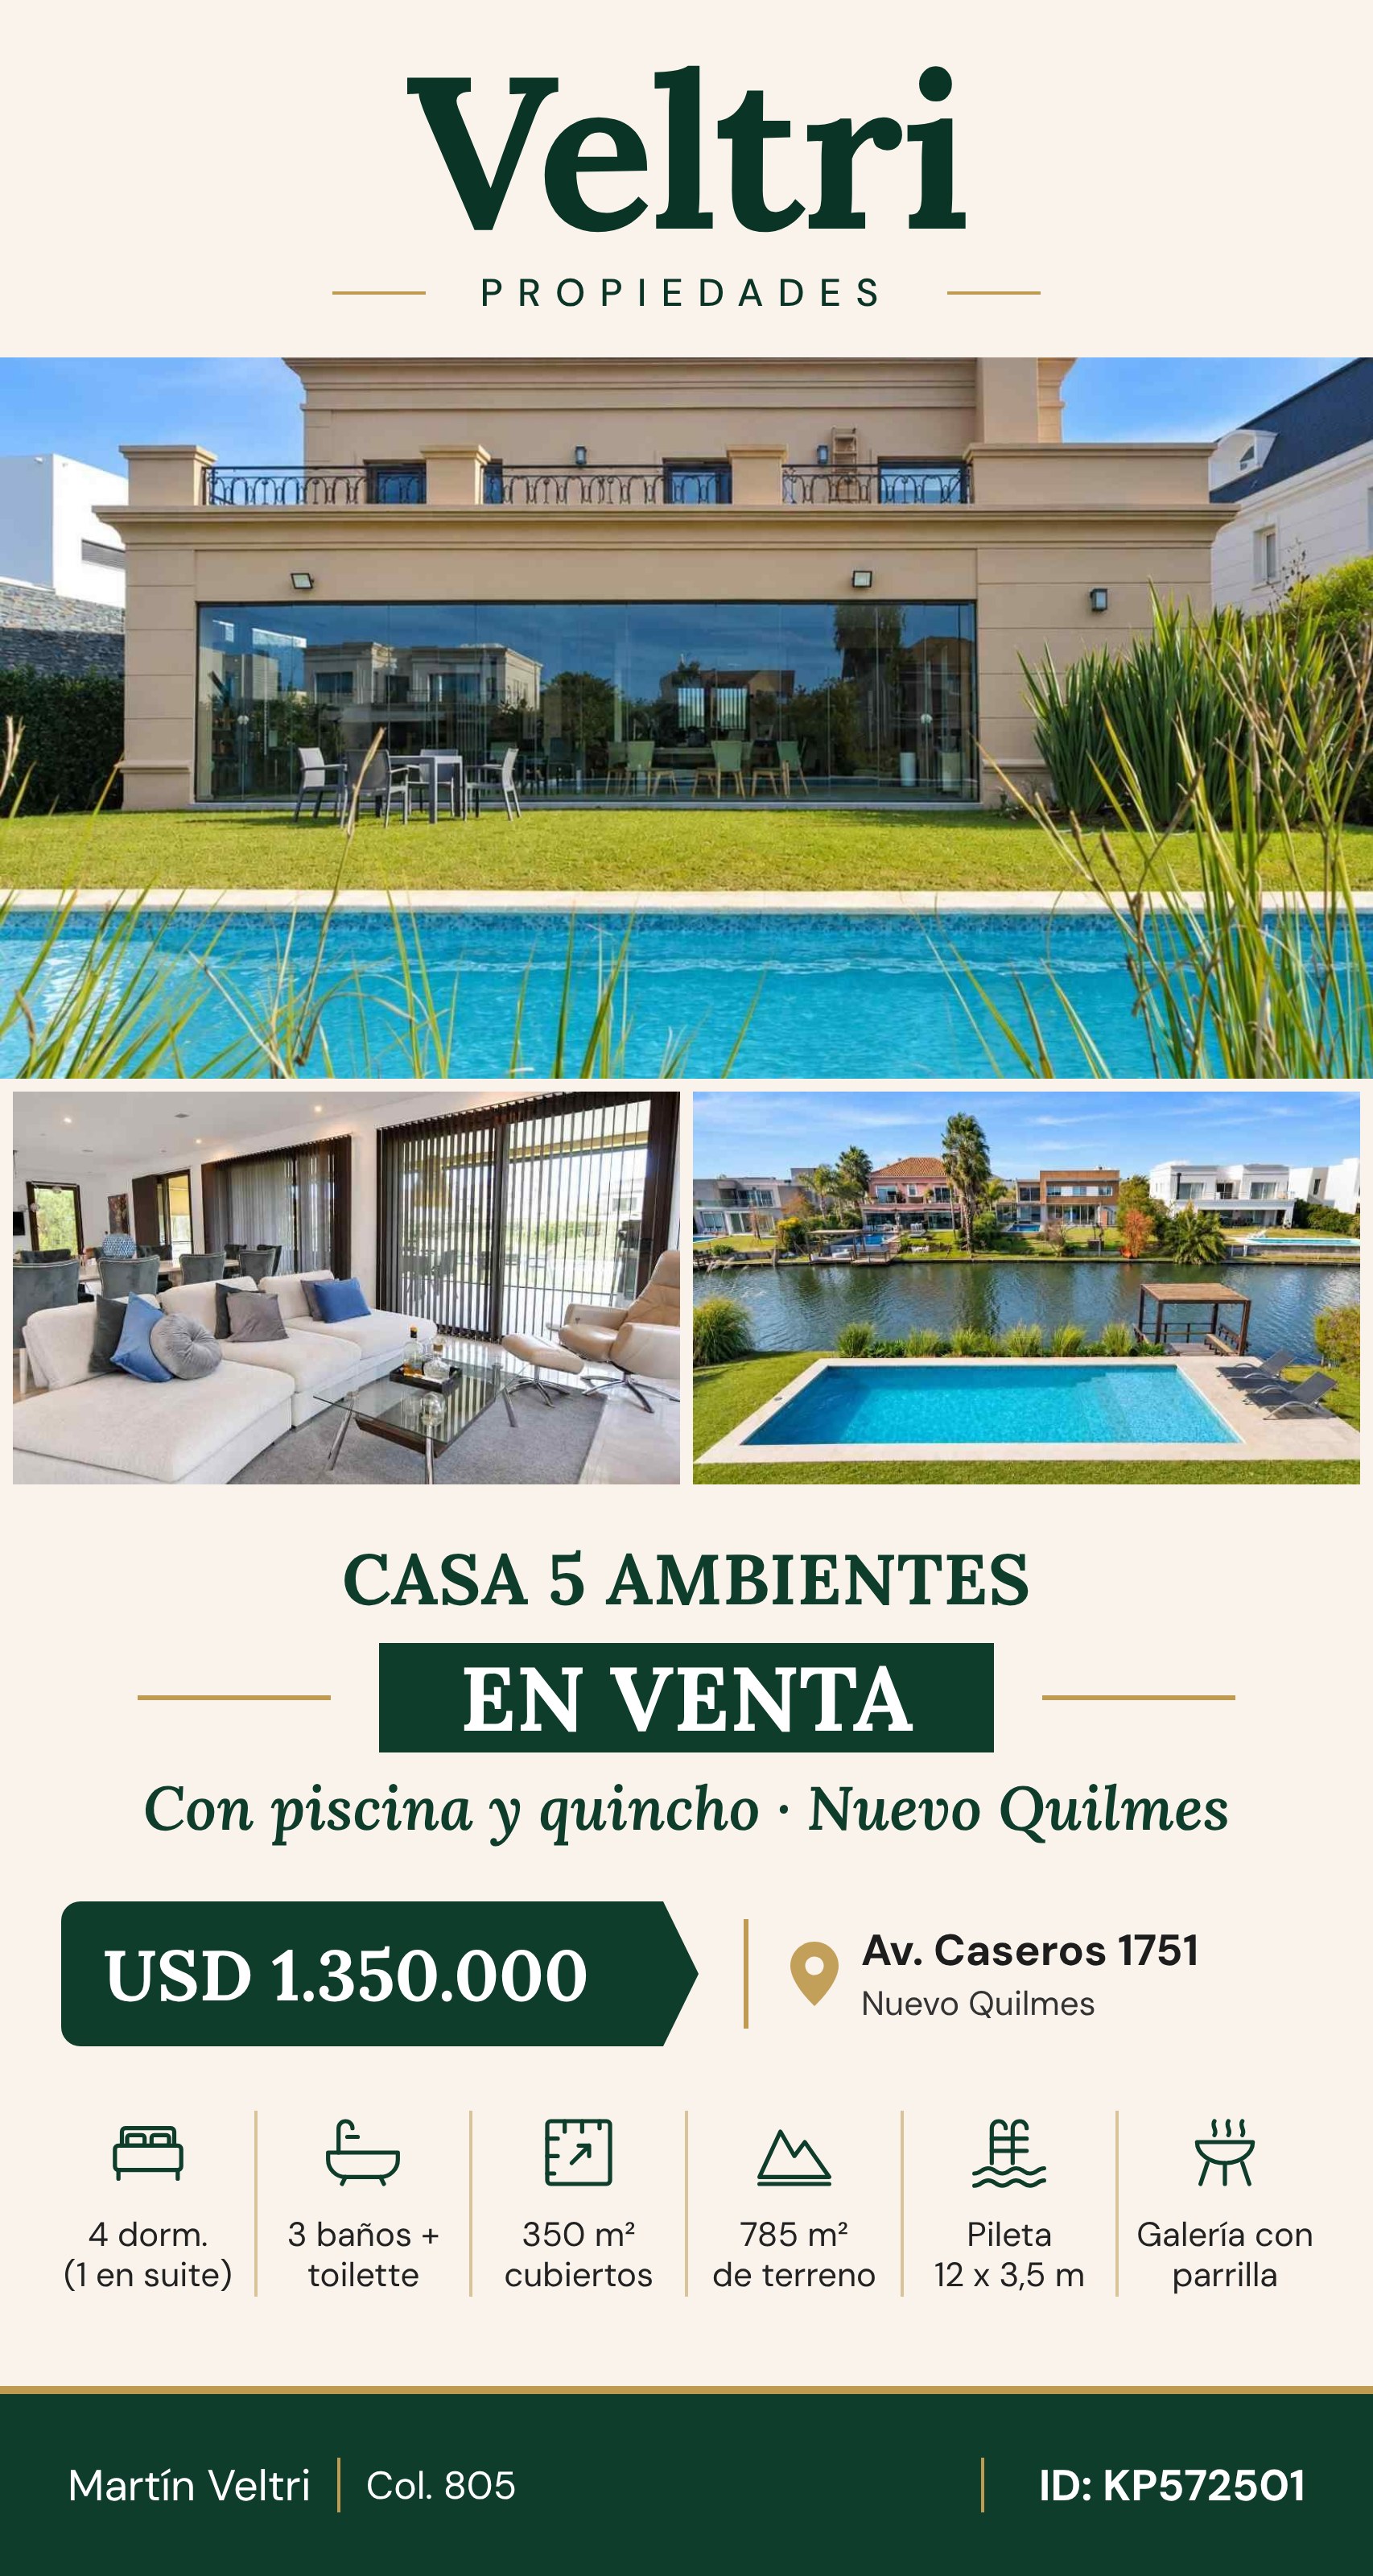 Veltri
PROPIEDADES
CASA 5 AMBIENTES
EN VENTA
Con piscina y quincho · Nuevo Quilmes
USD 1.350.000
Av. Caseros 1751
Nuevo Quilmes
4 dorm.
(1 en suite)
3 baños +
toilette
350 m²
cubiertos
785 m²
de terreno
Pileta
12 x 3,5 m
Galería con
parrilla
Martín Veltri
Col. 805
ID: KP572501